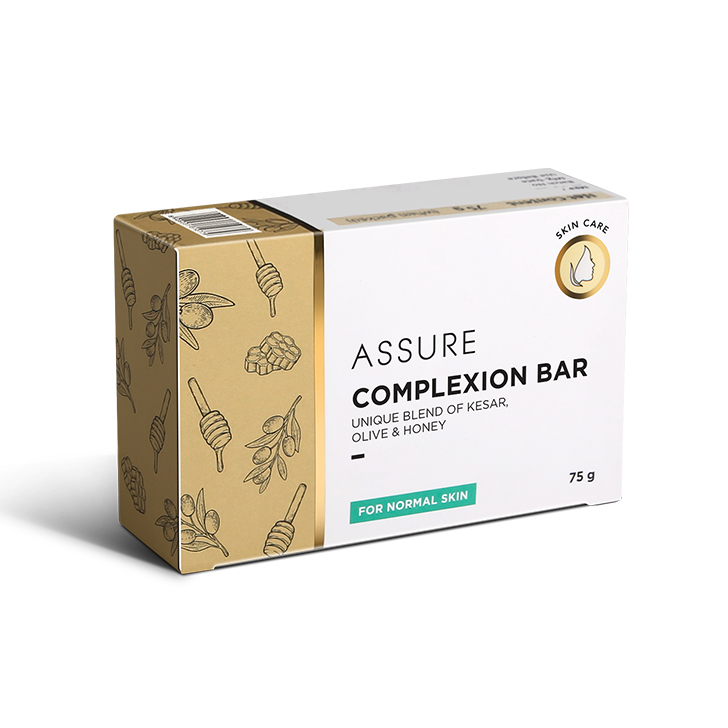 SKIN CARE
ASSURE
COMPLEXION BAR
UNIQUE BLEND OF KESAR,
OLIVE & HONEY
75 g
FOR NORMAL SKIN